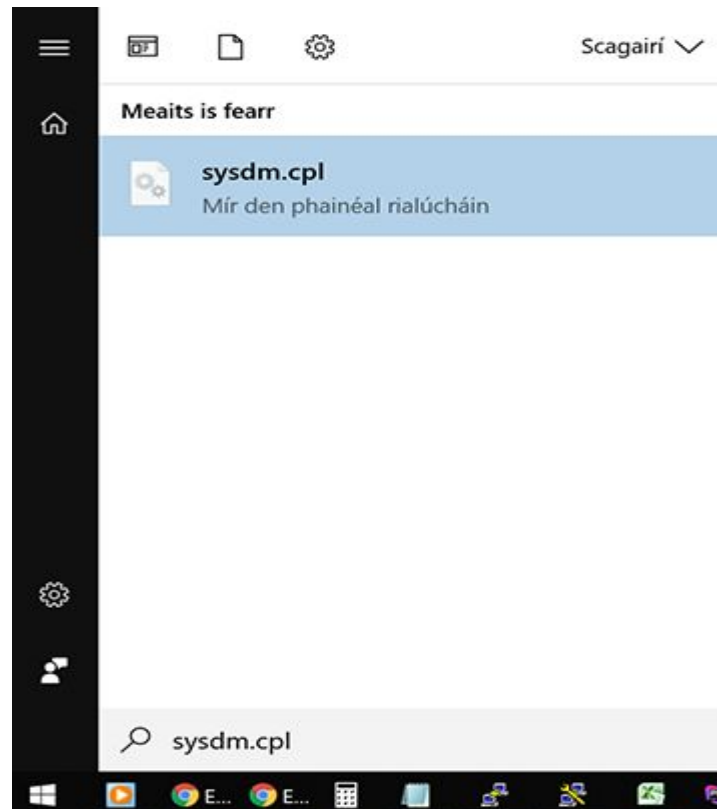 Scagairí
Meaits is fearr
sysdm.cpl
Mír den phainéal rialúcháin
sysdm.cpl
E... E...